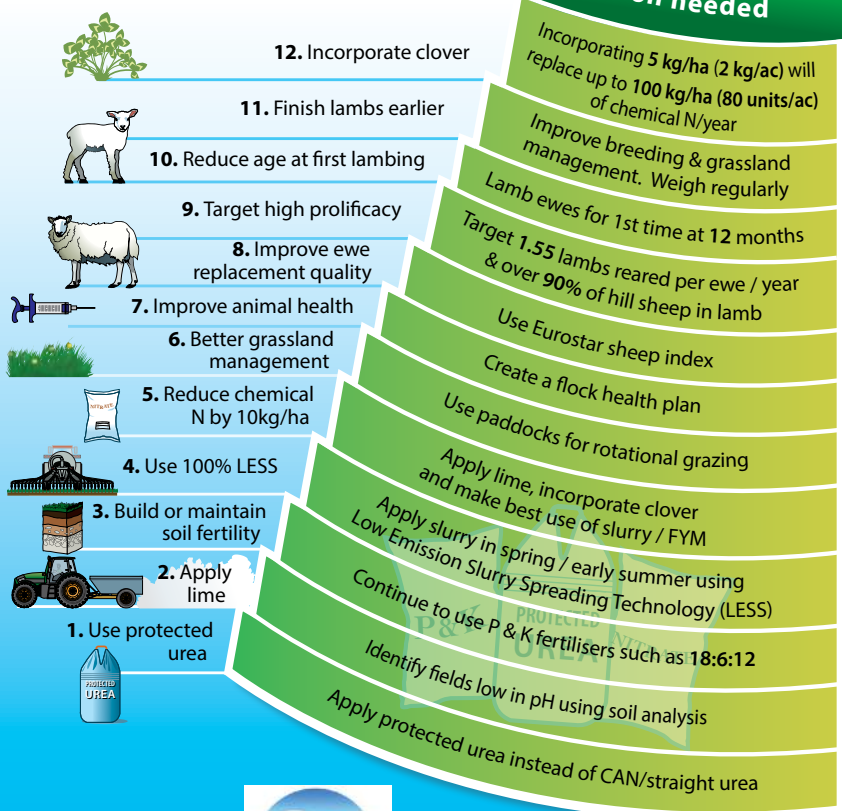 needed
12. Incorporate clover
Incorporating 5 kg/ha (2 kg/ac) will
replace up to 100 kg/ha (80 units/ac)
of chemical N/year
11. Finish lambs earlier
Improve breeding & grassland
management. Weigh regularly
10. Reduce age at first lambing
Lamb ewes for 1st time at 12 months
9. Target high prolificacy
Target 1.55 lambs reared per ewe / year
& over 90% of hill sheep in lamb
8. Improve ewe
replacement quality
Use Eurostar sheep index
7. Improve animal health
Create a flock health plan
6. Better grassland
management
Use paddocks for rotational grazing
5. Reduce chemical
N by 10kg/ha
NITRATE
Apply lime, incorporate clover
and make best use of slurry / FYM
4. Use 100% LESS
Apply slurry in spring / early summer using
Low Emission Slurry Spreading Technology (LESS)
3. Build or maintain
soil fertility
Continue to use P & K fertilisers such as 18:6:12
2. Apply
lime
Identify fields low in pH using soil analysis
1. Use protected
urea
PROTECTED
UREA
Apply protected urea instead of CAN/straight urea
P&K
PROTECTED
UREA
NITRATE